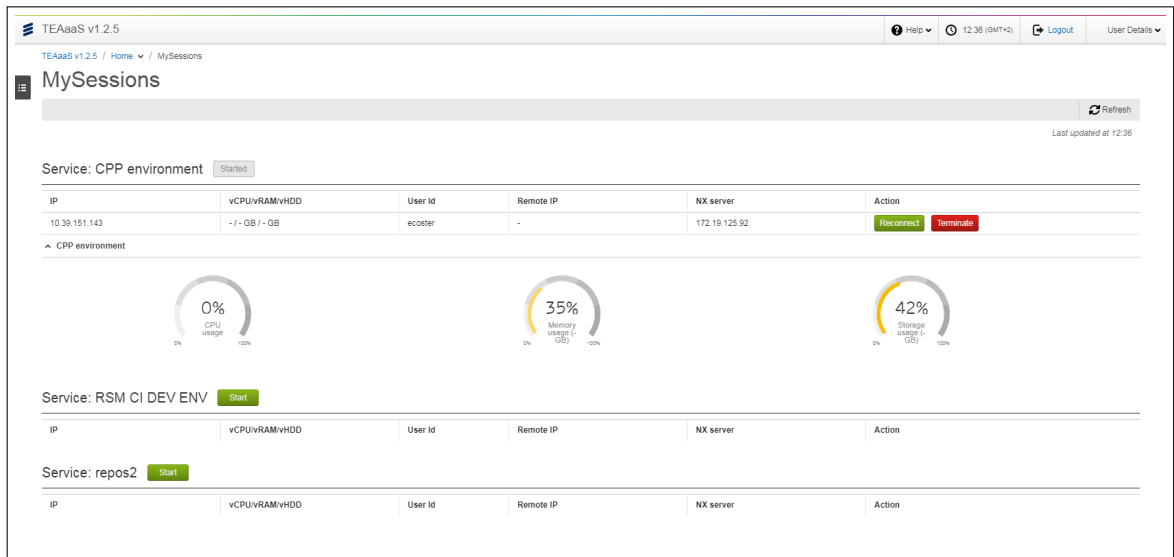 TEAaaS v1.2.5 Help 12:36 (GMT+2) Logout User Details
TEAaaS v1.2.5 / Home / MySessions
MySessions
Refresh
Last updated at 12:36
Service: CPP environment Started
IP vCPU/vRAM/vHDD User Id Remote IP NX server Action
10.39.151.143 - / - GB / - GB ecoster - 172.19.125.92 Reconnect Terminate
CPP environment
0%
CPU
usage
0% 100%
35%
Memory
usage (-
GB)
0% 100%
42%
Storage
usage (-
GB)
0% 100%
Service: RSM CI DEV ENV Start
IP vCPU/vRAM/vHDD User Id Remote IP NX server Action
Service: repos2 Start
IP vCPU/vRAM/vHDD User Id Remote IP NX server Action